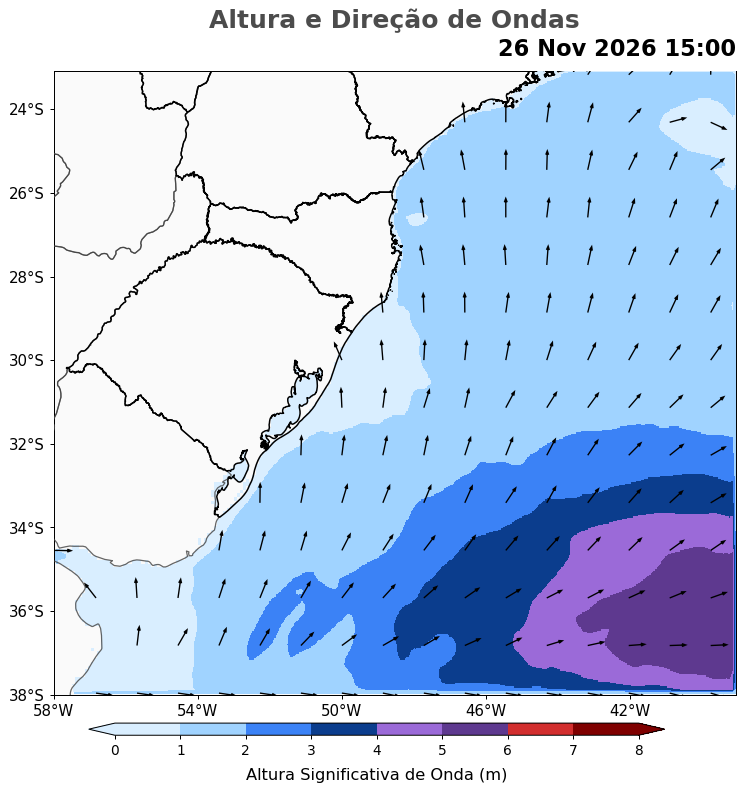 Altura e Direção de Ondas
26 Nov 2026 15:00
24°S
26°S
28°S
30°S
32°S
34°S
36°S
38°S
58°W 54°W 50°W 46°W 42°W
0 1 2 3 4 5 6 7 8
Altura Significativa de Onda (m)